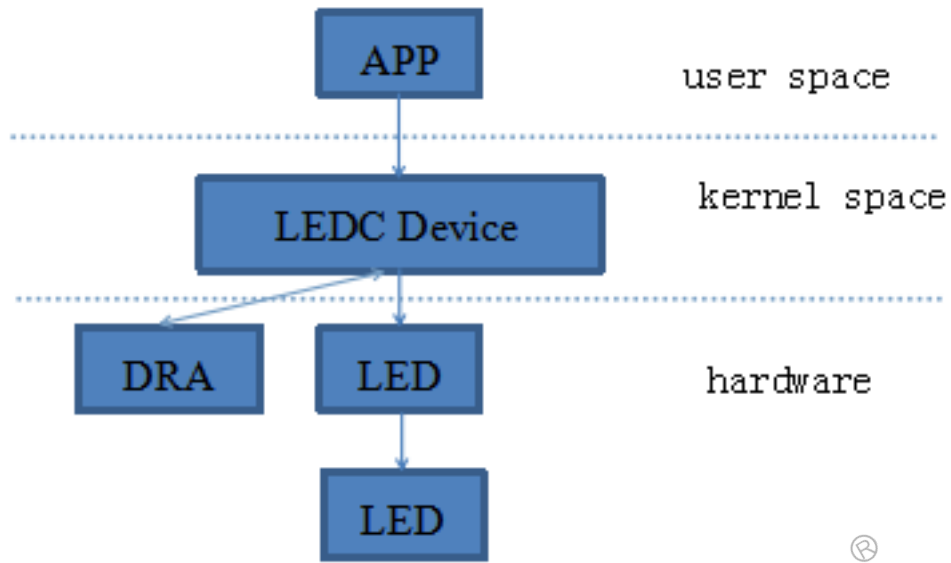 APP
user space
kernel space
LEDC Device
DRA
LED
hardware
LED
®